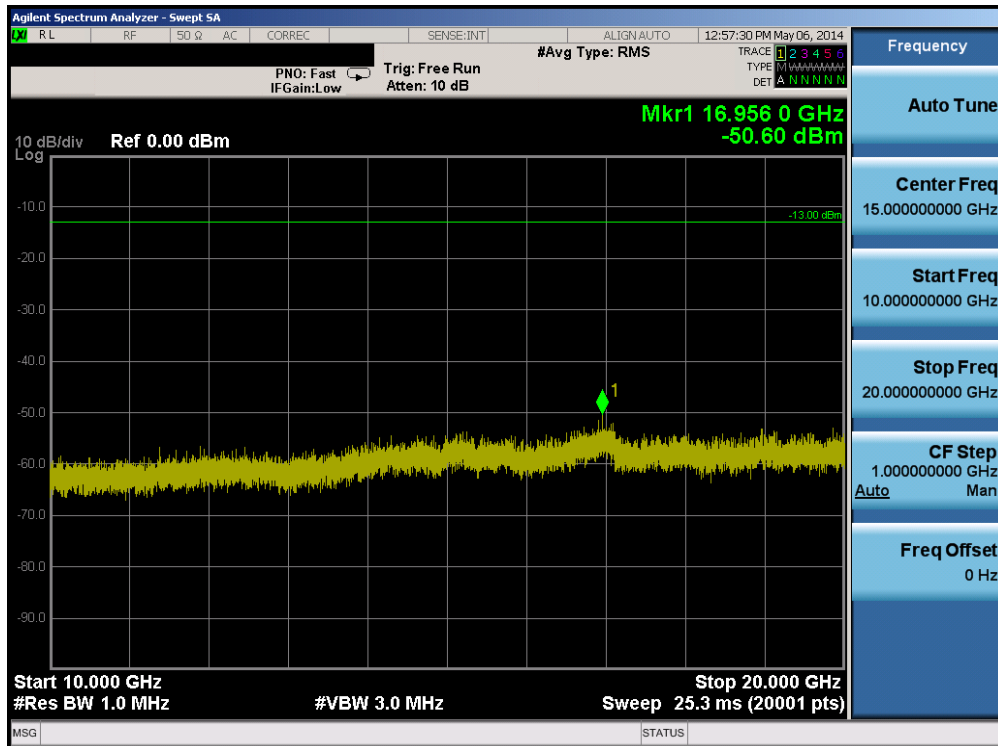 Agilent Spectrum Analyzer - Swept SA
LXI RL RF 50 Ω AC CORREC SENSE:INT ALIGN AUTO 12:57:30 PM May 06, 2014
Frequency
#Avg Type: RMS
TRACE 1 2 3 4 5 6
PNO: Fast Trig: Free Run
TYPE M WWWWW
IFGain:Low Atten: 10 dB
DET A N N N N N
Auto Tune
Mkr1 16.956 0 GHz
-50.60 dBm
10 dB/div Ref 0.00 dBm
Log
-10.0
-13.00 dBm
-20.0
-30.0
-40.0
1
-50.0
-60.0
-70.0
-80.0
-90.0
Center Freq
15.000000000 GHz
Start Freq
10.000000000 GHz
Stop Freq
20.000000000 GHz
CF Step
1.000000000 GHz
Auto Man
Freq Offset
0 Hz
Start 10.000 GHz Stop 20.000 GHz
#Res BW 1.0 MHz #VBW 3.0 MHz Sweep 25.3 ms (20001 pts)
MSG STATUS